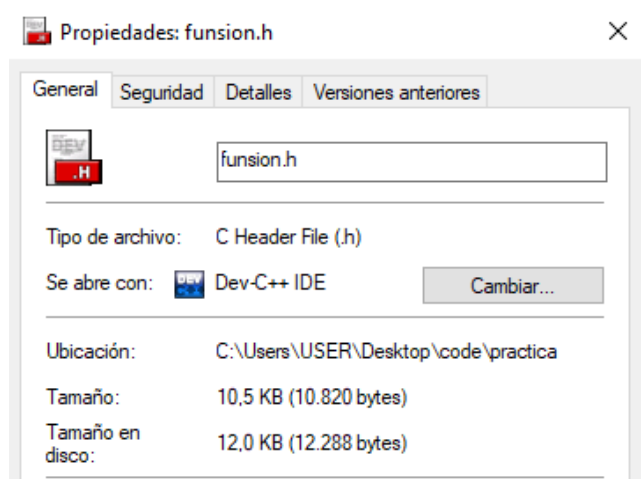 Propiedades: funsion.h
General Seguridad Detalles Versiones anteriores
DEV
.H
funsion.h
Tipo de archivo: C Header File (.h)
Se abre con: Dev-C++ IDE Cambiar...
Ubicación: C:\Users\USER\Desktop\code\practica
Tamaño: 10,5 KB (10.820 bytes)
Tamaño en disco: 12,0 KB (12.288 bytes)